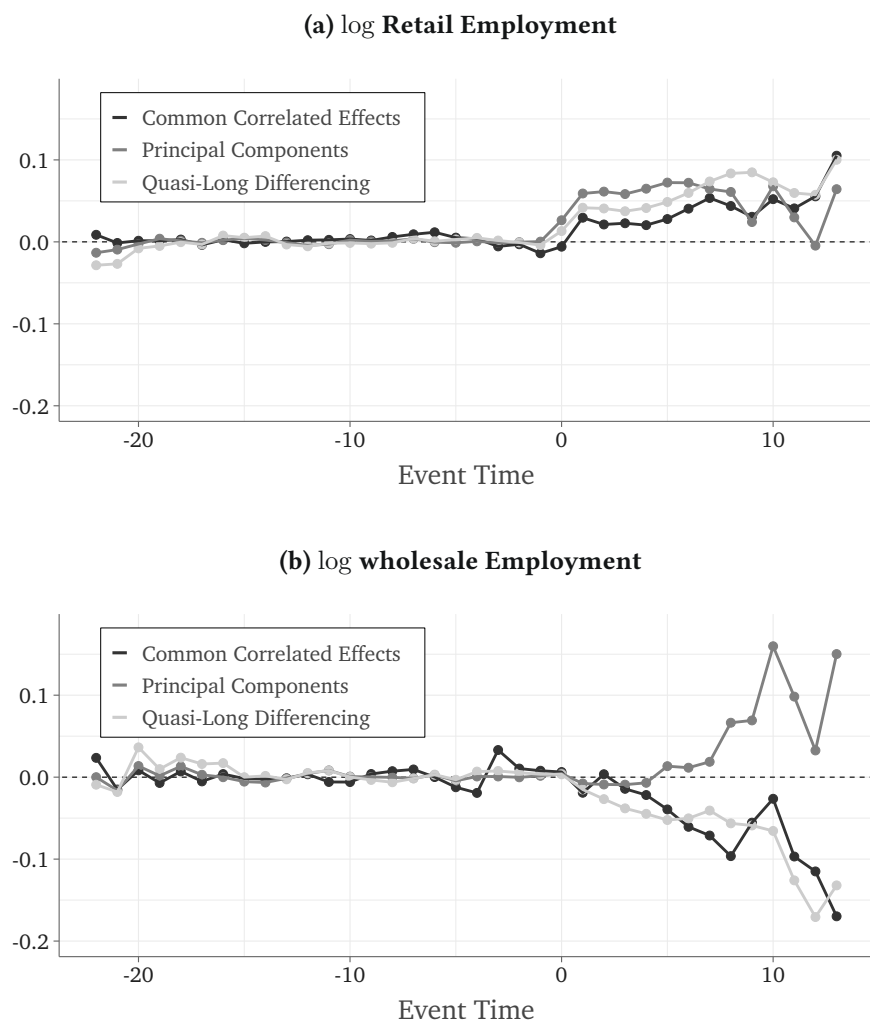 (a) log Retail Employment
Common Correlated Effects
Principal Components
Quasi-Long Differencing
0.1
0.0
-0.1
-0.2
-20 -10 0 10
Event Time
(b) log wholesale Employment
Common Correlated Effects
Principal Components
Quasi-Long Differencing
0.1
0.0
-0.1
-0.2
-20 -10 0 10
Event Time